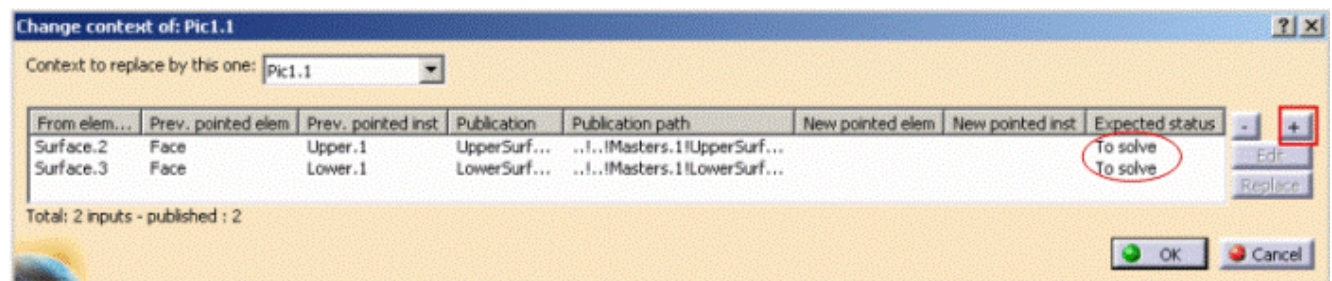 Change context of: Pic1.1 ? ×
Context to replace by this one: Pic1.1
From elem... Prev. pointed elem Prev. pointed inst Publication Publication path New pointed elem New pointed inst Expected status - +
Surface.2 Face Upper.1 UpperSurf... ..!..!Masters.1!UpperSurf... To solve
Surface.3 Face Lower.1 LowerSurf... ..!..!Masters.1!LowerSurf... To solve
Edit
Replace
Total: 2 inputs - published : 2
OK Cancel